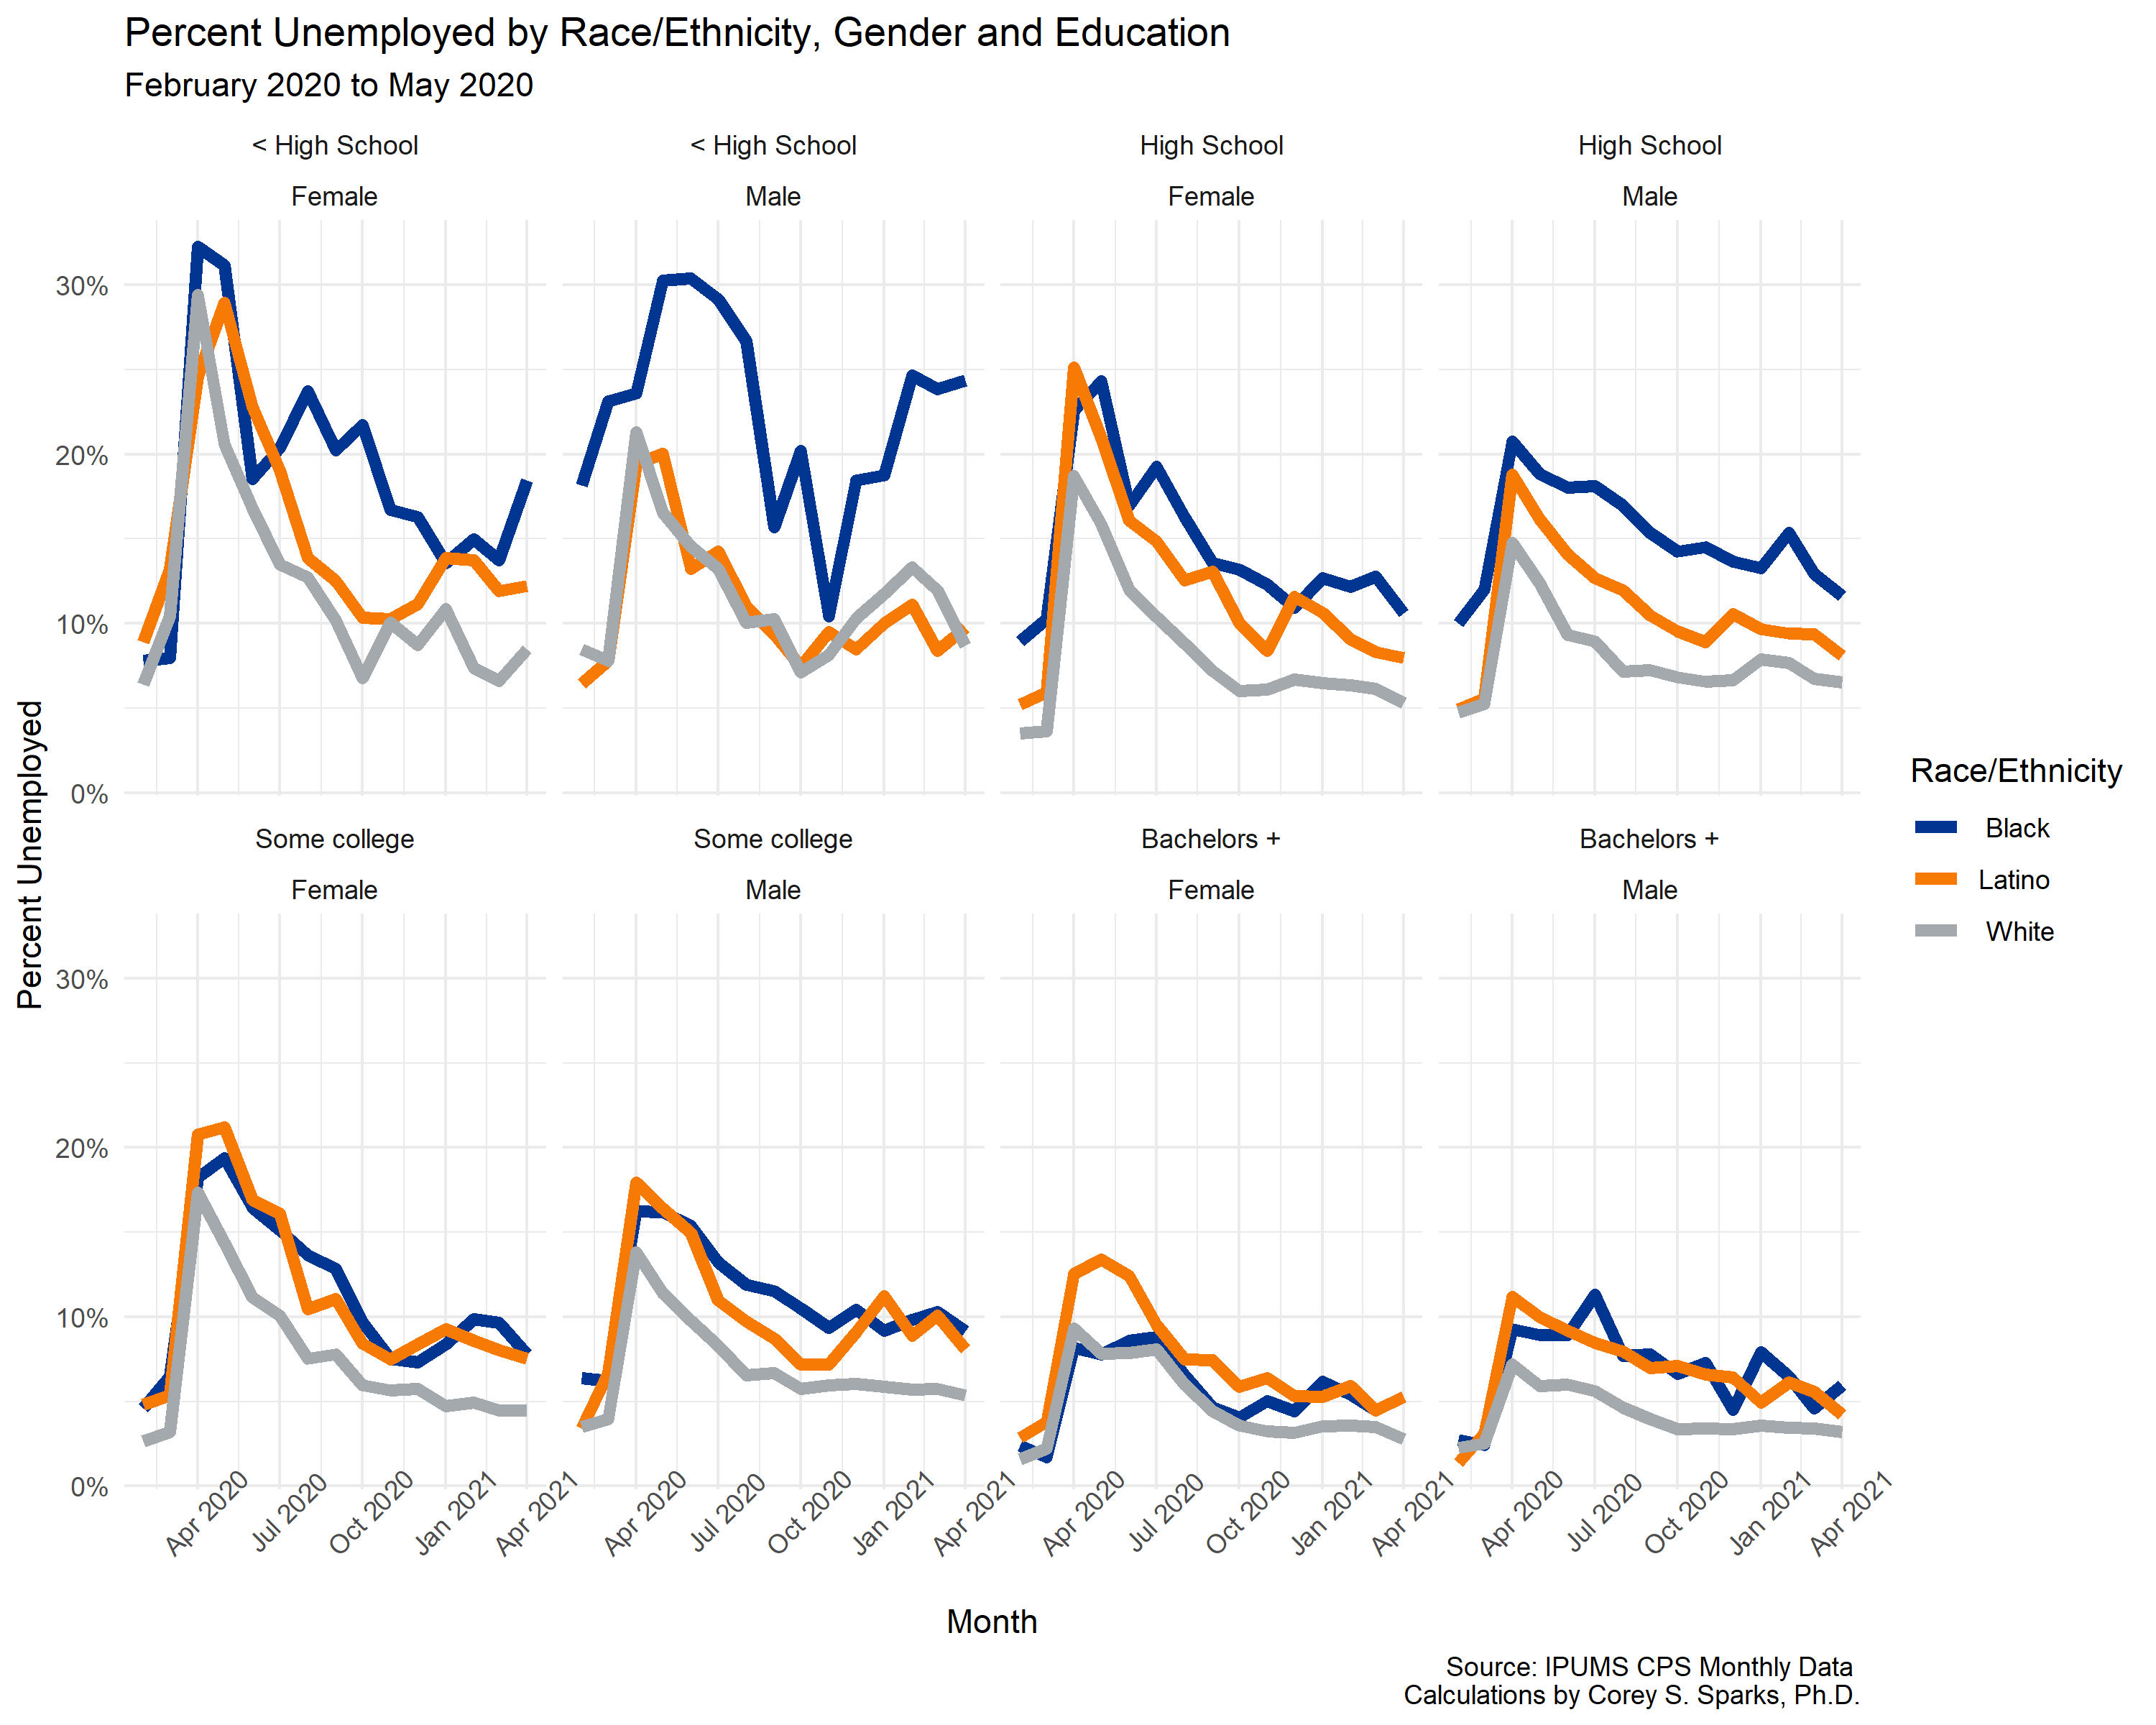 Percent Unemployed by Race/Ethnicity, Gender and Education
February 2020 to May 2020
< High School
< High School
High School
High School
Female
Male
Female
Male
30%
20%
10%
0%
Some college
Some college
Bachelors +
Bachelors +
Female
Male
Female
Male
30%
20%
10%
0%
Percent Unemployed
Apr 2020
Jul 2020
Oct 2020
Jan 2021
Apr 2021
Apr 2020
Jul 2020
Oct 2020
Jan 2021
Apr 2021
Apr 2020
Jul 2020
Oct 2020
Jan 2021
Apr 2021
Apr 2020
Jul 2020
Oct 2020
Jan 2021
Apr 2021
Month
Race/Ethnicity
Black
Latino
White
Source: IPUMS CPS Monthly Data
Calculations by Corey S. Sparks, Ph.D.